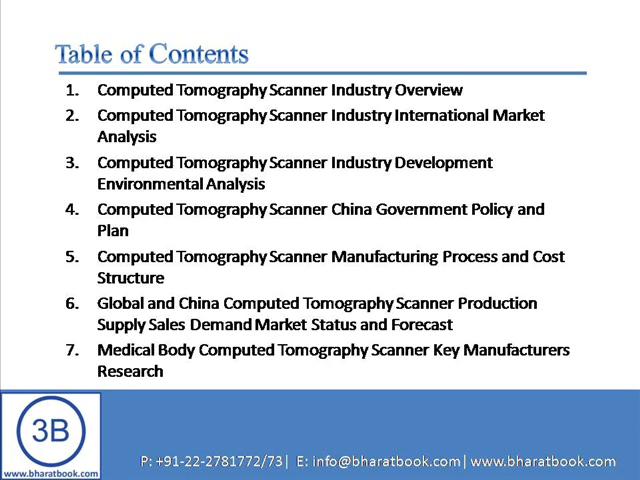 Table of Contents
1. Computed Tomography Scanner Industry Overview
2. Computed Tomography Scanner Industry International Market
Analysis
3. Computed Tomography Scanner Industry Development
Environmental Analysis
4. Computed Tomography Scanner China Government Policy and
Plan
5. Computed Tomography Scanner Manufacturing Process and Cost
Structure
6. Global and China Computed Tomography Scanner Production
Supply Sales Demand Market Status and Forecast
7. Medical Body Computed Tomography Scanner Key Manufacturers
Research
3B
www.bharatbook.com
P: +91-22-2781772/73| E: info@bharatbook.com| www.bharatbook.com